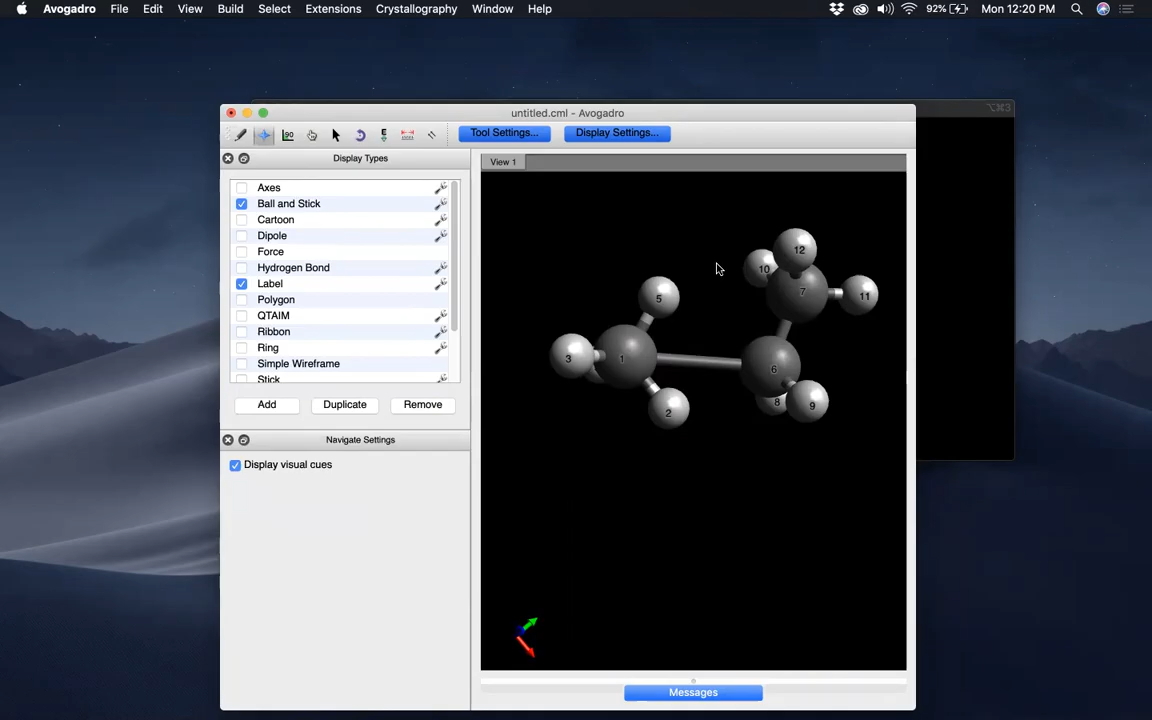 Avogadro File Edit View Build Select Extensions Crystallography Window Help 92% Mon 12:20 PM
⌥⌘3
untitled.cml - Avogadro
90 E Tool Settings... Display Settings...
Display Types
View 1
Axes
Ball and Stick
Cartoon
Dipole
Force
Hydrogen Bond
Label
Polygon
QTAIM
Ribbon
Ring
Simple Wireframe
Stick
Add Duplicate Remove
Navigate Settings
Display visual cues
12
10
7
11
5
3
1
6
8
9
2
Messages